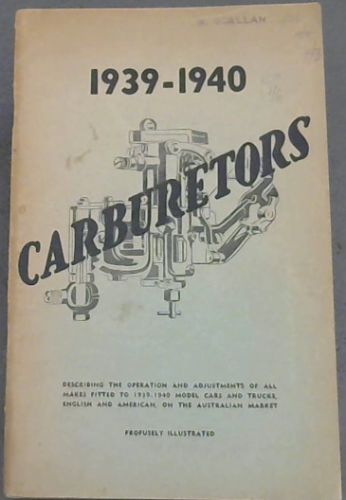 1939-1940
CARBURETORS
DESCRIBING THE OPERATION AND ADJUSTMENTS OF ALL
MAKES FITTED TO 1939-1940 MODEL CARS AND TRUCKS,
ENGLISH AND AMERICAN, ON THE AUSTRALIAN MARKET
PROFUSELY ILLUSTRATED